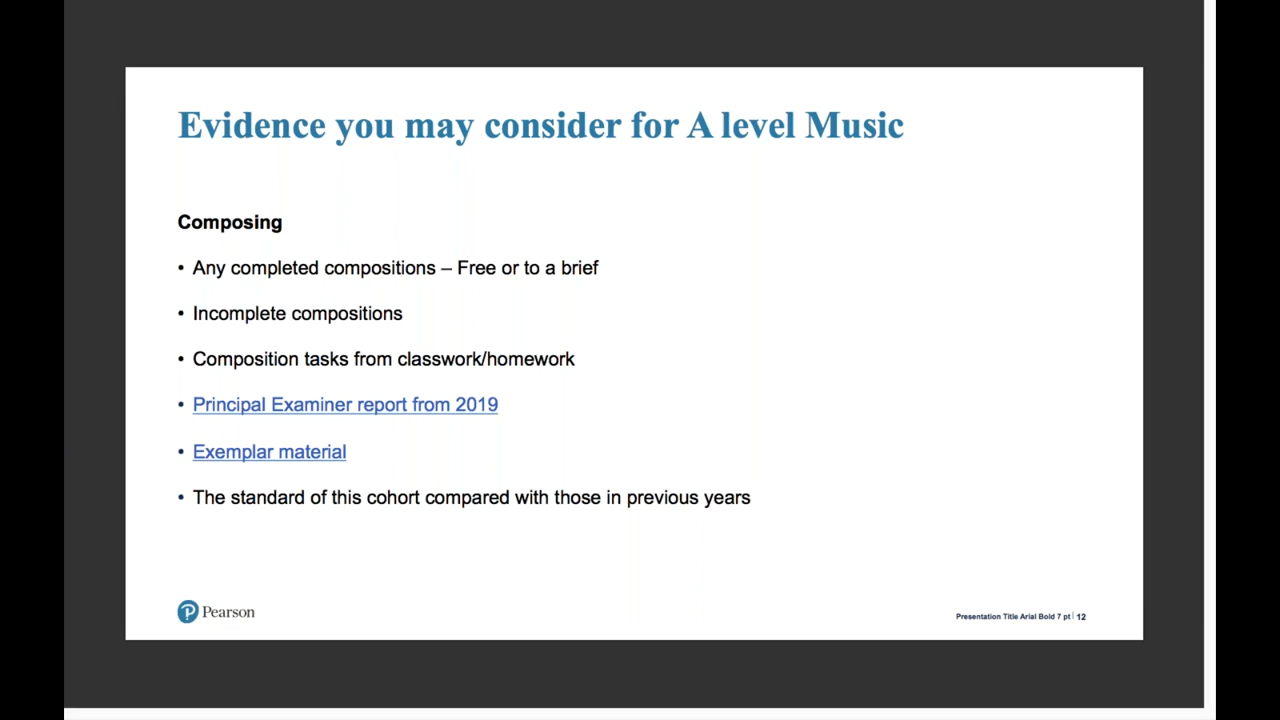 Evidence you may consider for A level Music
Composing
• Any completed compositions – Free or to a brief
• Incomplete compositions
• Composition tasks from classwork/homework
• Principal Examiner report from 2019
• Exemplar material
• The standard of this cohort compared with those in previous years
Pearson
Presentation Title Arial Bold 7 pt | 12